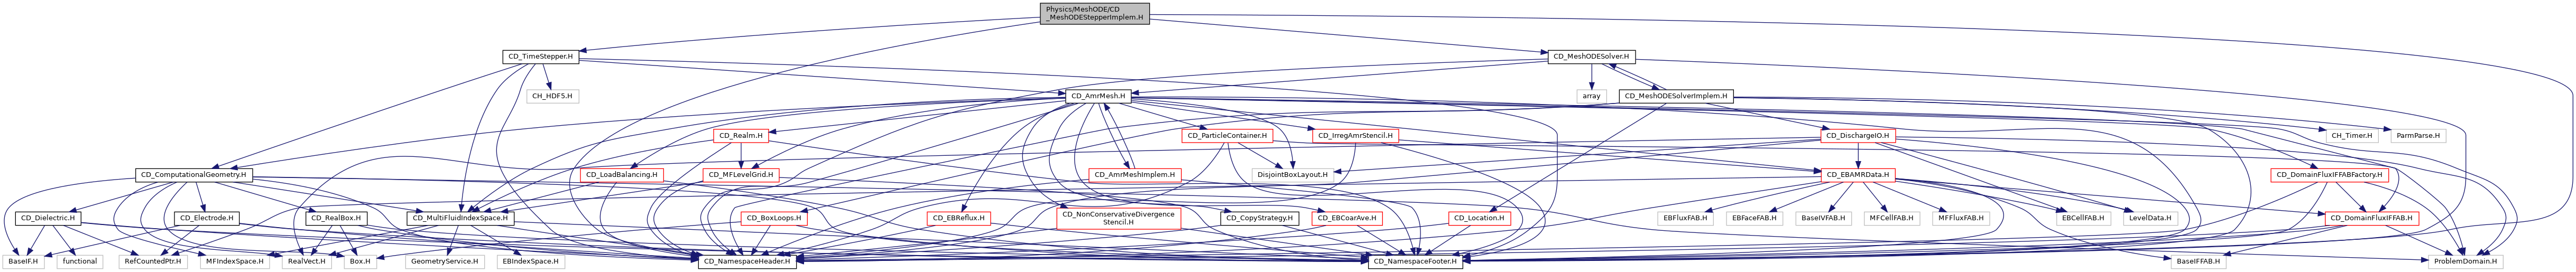 Physics/MeshODE/CD
_MeshODEStepperImplem.H
CD_TimeStepper.H
CD_MeshODESolver.H
CH_HDF5.H
CD_AmrMesh.H
array
CD_MeshODESolverImplem.H
CD_Realm.H
CD_ParticleContainer.H
CD_IrregAmrStencil.H
CD_DischargeIO.H
CH_Timer.H
ParmParse.H
CD_ComputationalGeometry.H
CD_LoadBalancing.H
CD_MFLevelGrid.H
CD_AmrMeshImplem.H
DisjointBoxLayout.H
CD_EBAMRData.H
CD_DomainFluxIFFABFactory.H
CD_Dielectric.H
CD_Electrode.H
CD_RealBox.H
CD_MultiFluidIndexSpace.H
CD_BoxLoops.H
CD_EBReflux.H
CD_NonConservativeDivergence
Stencil.H
CD_CopyStrategy.H
CD_EBCoarAve.H
CD_Location.H
EBFluxFAB.H
EBFaceFAB.H
BaseIVFAB.H
MFCellFAB.H
MFFluxFAB.H
EBCellFAB.H
LevelData.H
CD_DomainFluxIFFAB.H
BaseIF.H
functional
RefCountedPtr.H
MFIndexSpace.H
RealVect.H
Box.H
GeometryService.H
EBIndexSpace.H
CD_NamespaceHeader.H
CD_NamespaceFooter.H
BaseIFFAB.H
ProblemDomain.H